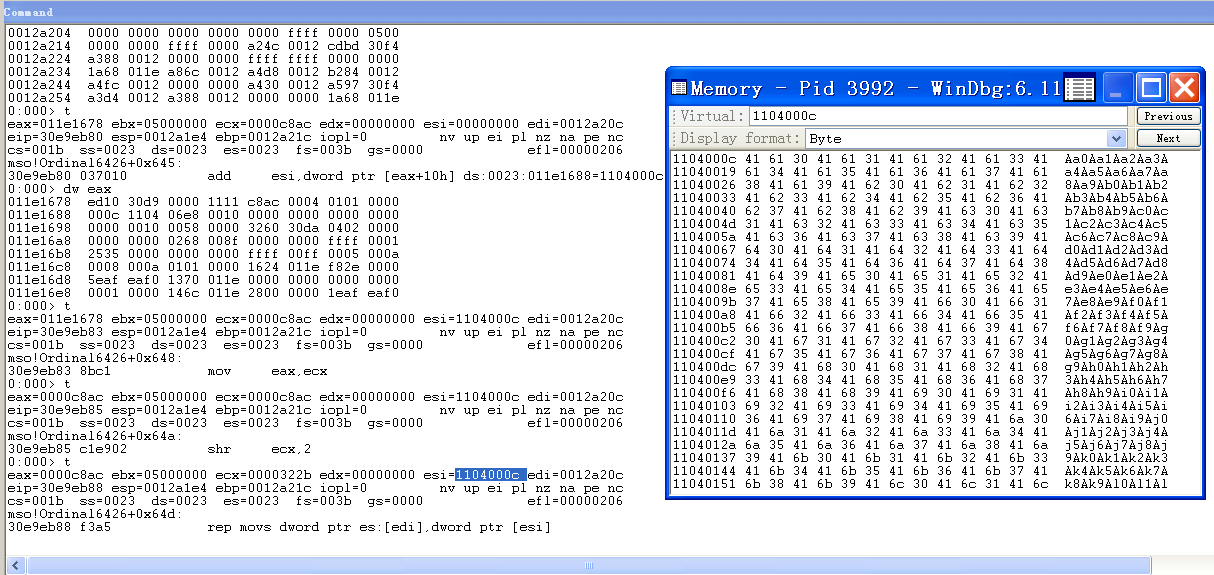 Command
0012a204  0000 0000 0000 0000 0000 ffff 0000 0500
0012a214  0000 0000 ffff 0000 a24c 0012 cdbd 30f4
0012a224  a388 0012 0000 0000 ffff ffff 0000 0000
0012a234  1a68 011e a86c 0012 a4d8 0012 b284 0012
0012a244  a4fc 0012 0000 0000 a430 0012 a597 30f4
0012a254  a3d4 0012 a388 0012 0000 0000 1a68 011e
0:000> t
eax=011e1678 ebx=05000000 ecx=0000c8ac edx=00000000 esi=00000000 edi=0012a20c
eip=30e9eb80 esp=0012a1e4 ebp=0012a21c iopl=0         nv up ei pl nz na pe nc
cs=001b  ss=0023  ds=0023  es=0023  fs=003b  gs=0000             efl=00000206
mso!Ordinal6426+0x645:
30e9eb80 037010          add     esi,dword ptr [eax+10h] ds:0023:011e1688=1104000c
0:000> dw eax
011e1678  ed10 30d9 0000 1111 c8ac 0004 0101 0000
011e1688  000c 1104 06e8 0010 0000 0000 0000 0000
011e1698  0000 0010 0058 0000 3260 30da 0402 0000
011e16a8  0000 0000 0268 008f 0000 0000 ffff 0001
011e16b8  2535 0000 0000 0000 ffff 00ff 0005 000a
011e16c8  0008 000a 0101 0000 1624 011e f82e 0000
011e16d8  5eaf eaf0 1370 011e 0000 0000 0000 0000
011e16e8  0001 0000 146c 011e 2800 0000 1eaf eaf0
0:000> t
eax=011e1678 ebx=05000000 ecx=0000c8ac edx=00000000 esi=1104000c edi=0012a20c
eip=30e9eb83 esp=0012a1e4 ebp=0012a21c iopl=0         nv up ei pl nz na pe nc
cs=001b  ss=0023  ds=0023  es=0023  fs=003b  gs=0000             efl=00000206
mso!Ordinal6426+0x648:
30e9eb83 8bc1            mov     eax,ecx
0:000> t
eax=0000c8ac ebx=05000000 ecx=0000c8ac edx=00000000 esi=1104000c edi=0012a20c
eip=30e9eb85 esp=0012a1e4 ebp=0012a21c iopl=0         nv up ei pl nz na pe nc
cs=001b  ss=0023  ds=0023  es=0023  fs=003b  gs=0000             efl=00000206
mso!Ordinal6426+0x64a:
30e9eb85 c1e902          shr     ecx,2
0:000> t
eax=0000c8ac ebx=05000000 ecx=0000322b edx=00000000 esi=1104000c edi=0012a20c
eip=30e9eb88 esp=0012a1e4 ebp=0012a21c iopl=0         nv up ei pl nz na pe nc
cs=001b  ss=0023  ds=0023  es=0023  fs=003b  gs=0000             efl=00000206
mso!Ordinal6426+0x64d:
30e9eb88 f3a5            rep movs dword ptr es:[edi],dword ptr [esi]
Memory - Pid 3992 - WinDbg:6.11
Virtual: 1104000c Previous
Display format: Byte Next
1104000c 41 61 30 41 61 31 41 61 32 41 61 33 41  Aa0Aa1Aa2Aa3A
11040019 61 34 41 61 35 41 61 36 41 61 37 41 61  a4Aa5Aa6Aa7Aa
11040026 38 41 61 39 41 62 30 41 62 31 41 62 32  8Aa9Ab0Ab1Ab2
11040033 41 62 33 41 62 34 41 62 35 41 62 36 41  Ab3Ab4Ab5Ab6A
11040040 62 37 41 62 38 41 62 39 41 63 30 41 63  b7Ab8Ab9Ac0Ac
1104004d 31 41 63 32 41 63 33 41 63 34 41 63 35  1Ac2Ac3Ac4Ac5
1104005a 41 63 36 41 63 37 41 63 38 41 63 39 41  Ac6Ac7Ac8Ac9A
11040067 64 30 41 64 31 41 64 32 41 64 33 41 64  d0Ad1Ad2Ad3Ad
11040074 34 41 64 35 41 64 36 41 64 37 41 64 38  4Ad5Ad6Ad7Ad8
11040081 41 64 39 41 65 30 41 65 31 41 65 32 41  Ad9Ae0Ae1Ae2A
1104008e 65 33 41 65 34 41 65 35 41 65 36 41 65  e3Ae4Ae5Ae6Ae
1104009b 37 41 65 38 41 65 39 41 66 30 41 66 31  7Ae8Ae9Af0Af1
110400a8 41 66 32 41 66 33 41 66 34 41 66 35 41  Af2Af3Af4Af5A
110400b5 66 36 41 66 37 41 66 38 41 66 39 41 67  f6Af7Af8Af9Ag
110400c2 30 41 67 31 41 67 32 41 67 33 41 67 34  0Ag1Ag2Ag3Ag4
110400cf 41 67 35 41 67 36 41 67 37 41 67 38 41  Ag5Ag6Ag7Ag8A
110400dc 67 39 41 68 30 41 68 31 41 68 32 41 68  g9Ah0Ah1Ah2Ah
110400e9 33 41 68 34 41 68 35 41 68 36 41 68 37  3Ah4Ah5Ah6Ah7
110400f6 41 68 38 41 68 39 41 69 30 41 69 31 41  Ah8Ah9Ai0Ai1A
11040103 69 32 41 69 33 41 69 34 41 69 35 41 69  i2Ai3Ai4Ai5Ai
11040110 36 41 69 37 41 69 38 41 69 39 41 6a 30  6Ai7Ai8Ai9Aj0
1104011d 41 6a 31 41 6a 32 41 6a 33 41 6a 34 41  Aj1Aj2Aj3Aj4A
1104012a 6a 35 41 6a 36 41 6a 37 41 6a 38 41 6a  j5Aj6Aj7Aj8Aj
11040137 39 41 6b 30 41 6b 31 41 6b 32 41 6b 33  9Ak0Ak1Ak2Ak3
11040144 41 6b 34 41 6b 35 41 6b 36 41 6b 37 41  Ak4Ak5Ak6Ak7A
11040151 6b 38 41 6b 39 41 6c 30 41 6c 31 41 6c  k8Ak9Al0Al1Al